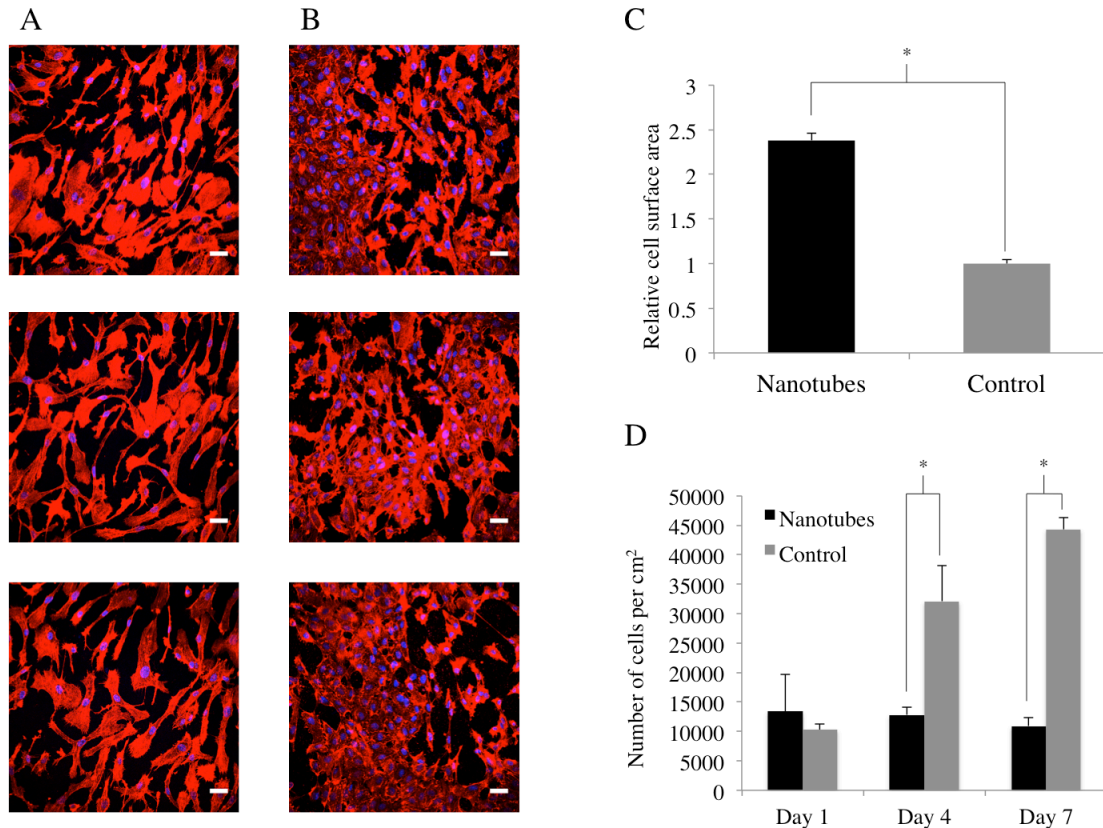 A
B
C
*
Relative cell surface area
3
2.5
2
1.5
1
0.5
0
Nanotubes
Control
D
*
*
Number of cells per cm²
50000
45000
40000
35000
30000
25000
20000
15000
10000
5000
0
Nanotubes
Control
Day 1
Day 4
Day 7